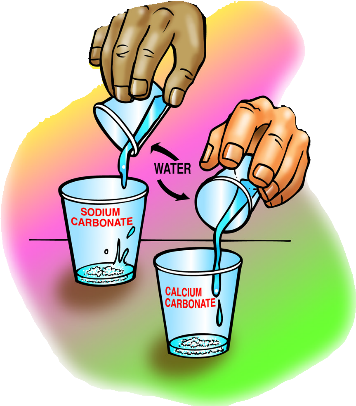 WATER
SODIUM
CARBONATE
CALCIUM
CARBONATE